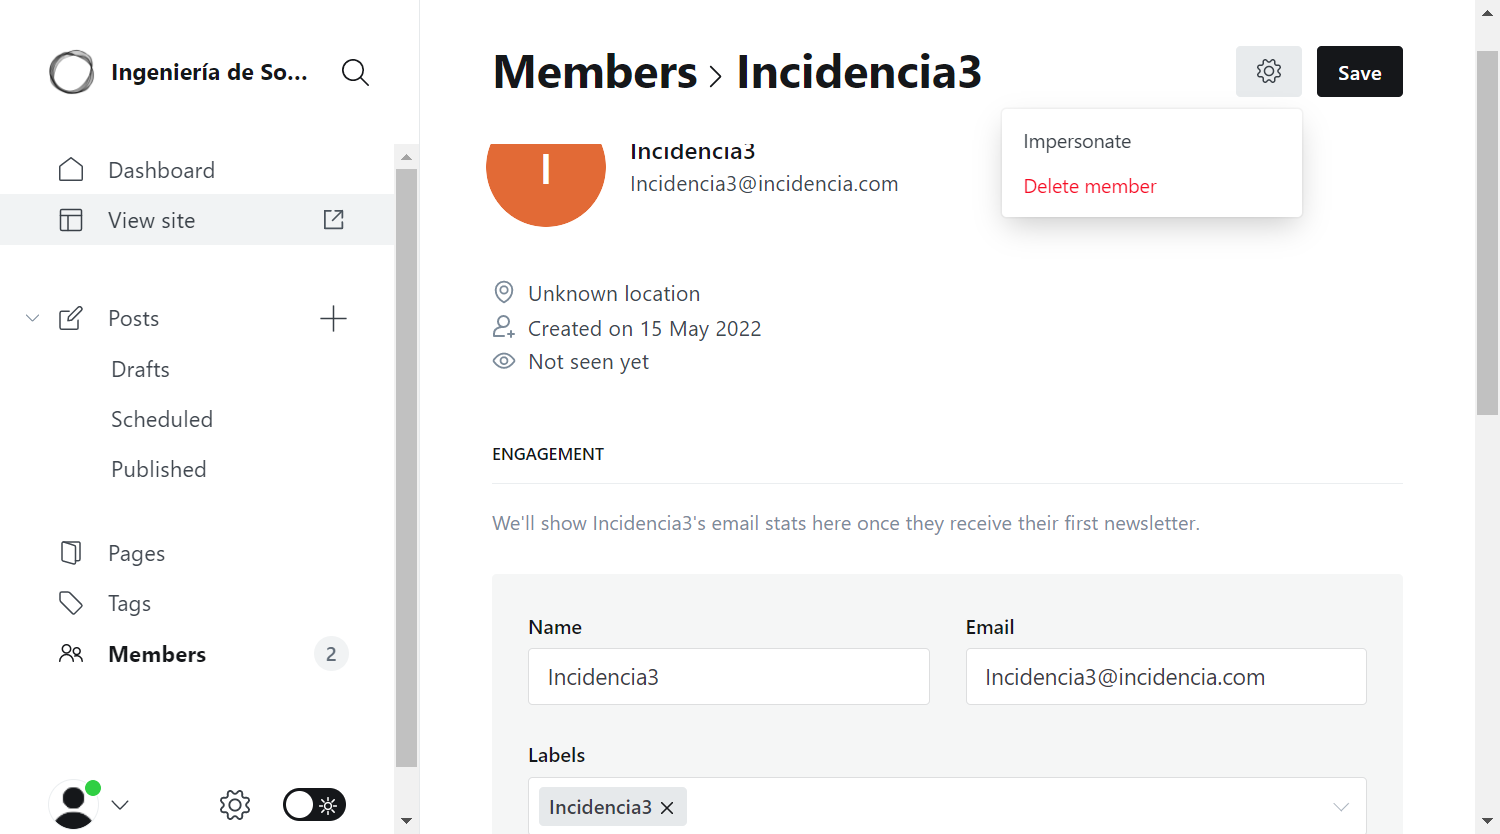 Ingeniería de So...
Dashboard
View site
Posts
Drafts
Scheduled
Published
Pages
Tags
Members 2
Members > Incidencia3
Save
Impersonate
Delete member
I
Incidencia3
Incidencia3@incidencia.com
Unknown location
Created on 15 May 2022
Not seen yet
ENGAGEMENT
We'll show Incidencia3's email stats here once they receive their first newsletter.
Name
Incidencia3
Email
Incidencia3@incidencia.com
Labels
Incidencia3